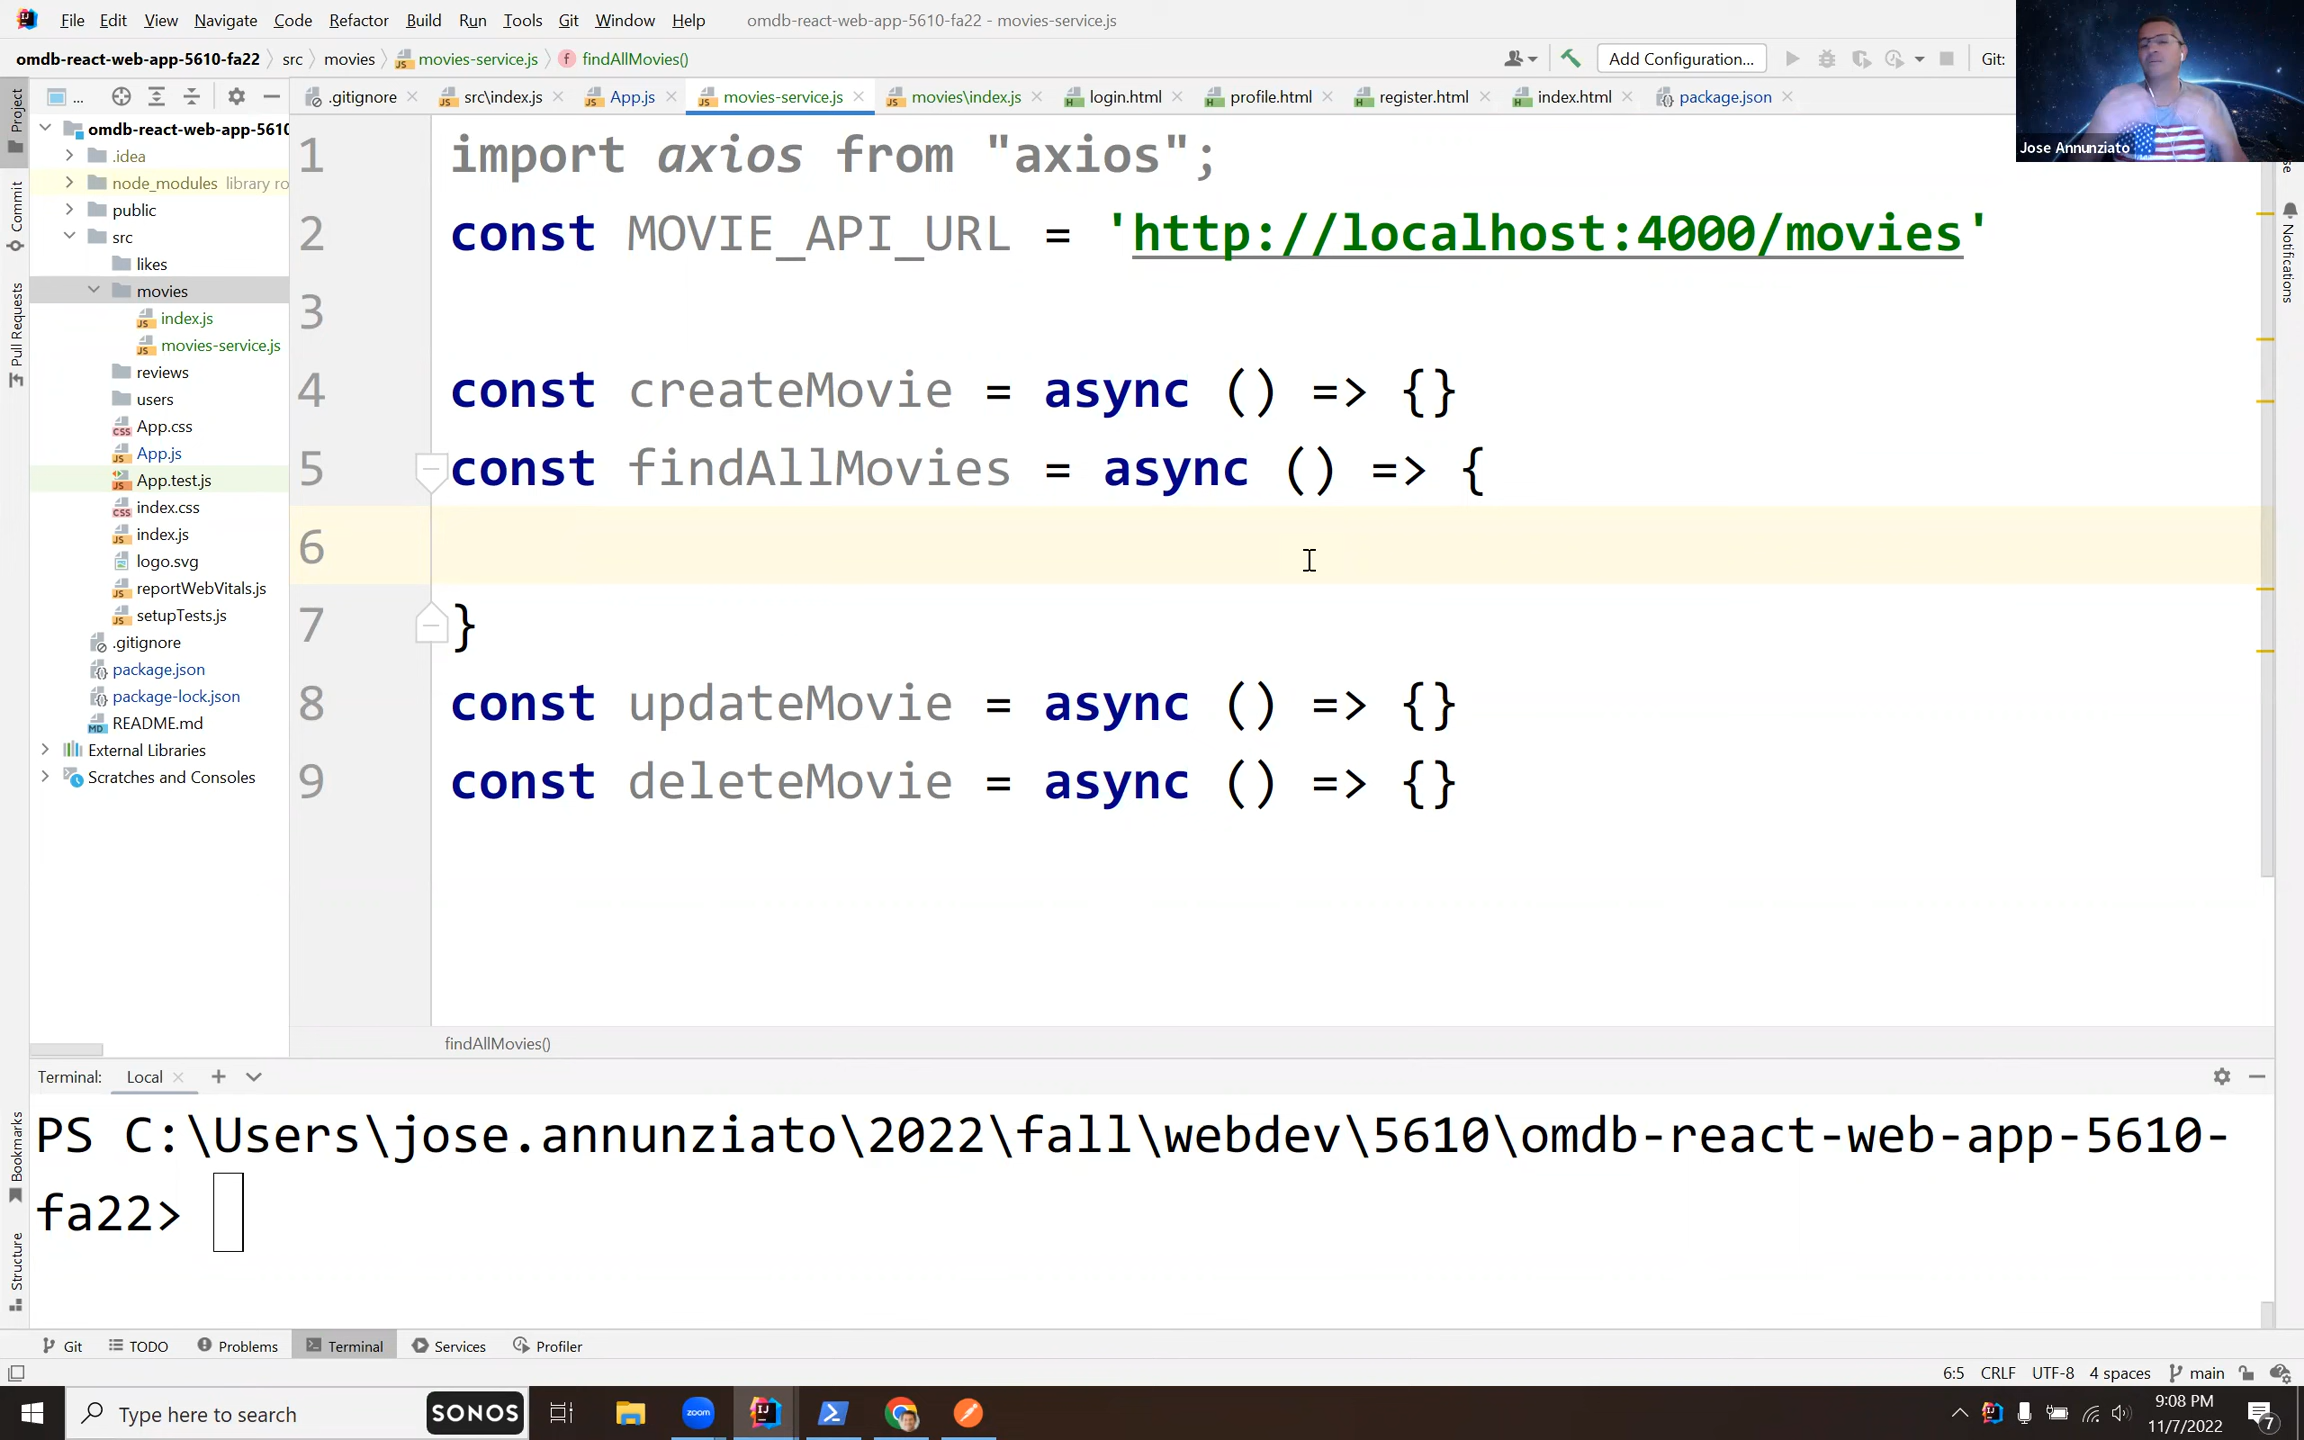 File Edit View Navigate Code Refactor Build Run Tools Git Window Help omdb-react-web-app-5610-fa22 - movies-service.js
omdb-react-web-app-5610-fa22 src movies movies-service.js findAllMovies() Add Configuration... Git:
... .gitignore src\index.js App.js movies-service.js movies\index.js login.html profile.html register.html index.html package.json
Jose Annunziato
Project
Commit
Pull Requests
Bookmarks
Structure
Notifications
omdb-react-web-app-5610
.idea
node_modules library ro
public
src
likes
movies
index.js
movies-service.js
reviews
users
App.css
App.js
App.test.js
index.css
index.js
logo.svg
reportWebVitals.js
setupTests.js
.gitignore
package.json
package-lock.json
README.md
External Libraries
Scratches and Consoles
1 import axios from "axios";
2 const MOVIE_API_URL = 'http://localhost:4000/movies'
3
4 const createMovie = async () => {}
5 const findAllMovies = async () => {
6
7 }
8 const updateMovie = async () => {}
9 const deleteMovie = async () => {}
findAllMovies()
Terminal: Local
PS C:\Users\jose.annunziato\2022\fall\webdev\5610\omdb-react-web-app-5610-
fa22>
Git TODO Problems Terminal Services Profiler
6:5 CRLF UTF-8 4 spaces main
Type here to search SONOS zoom 9:08 PM
11/7/2022 7